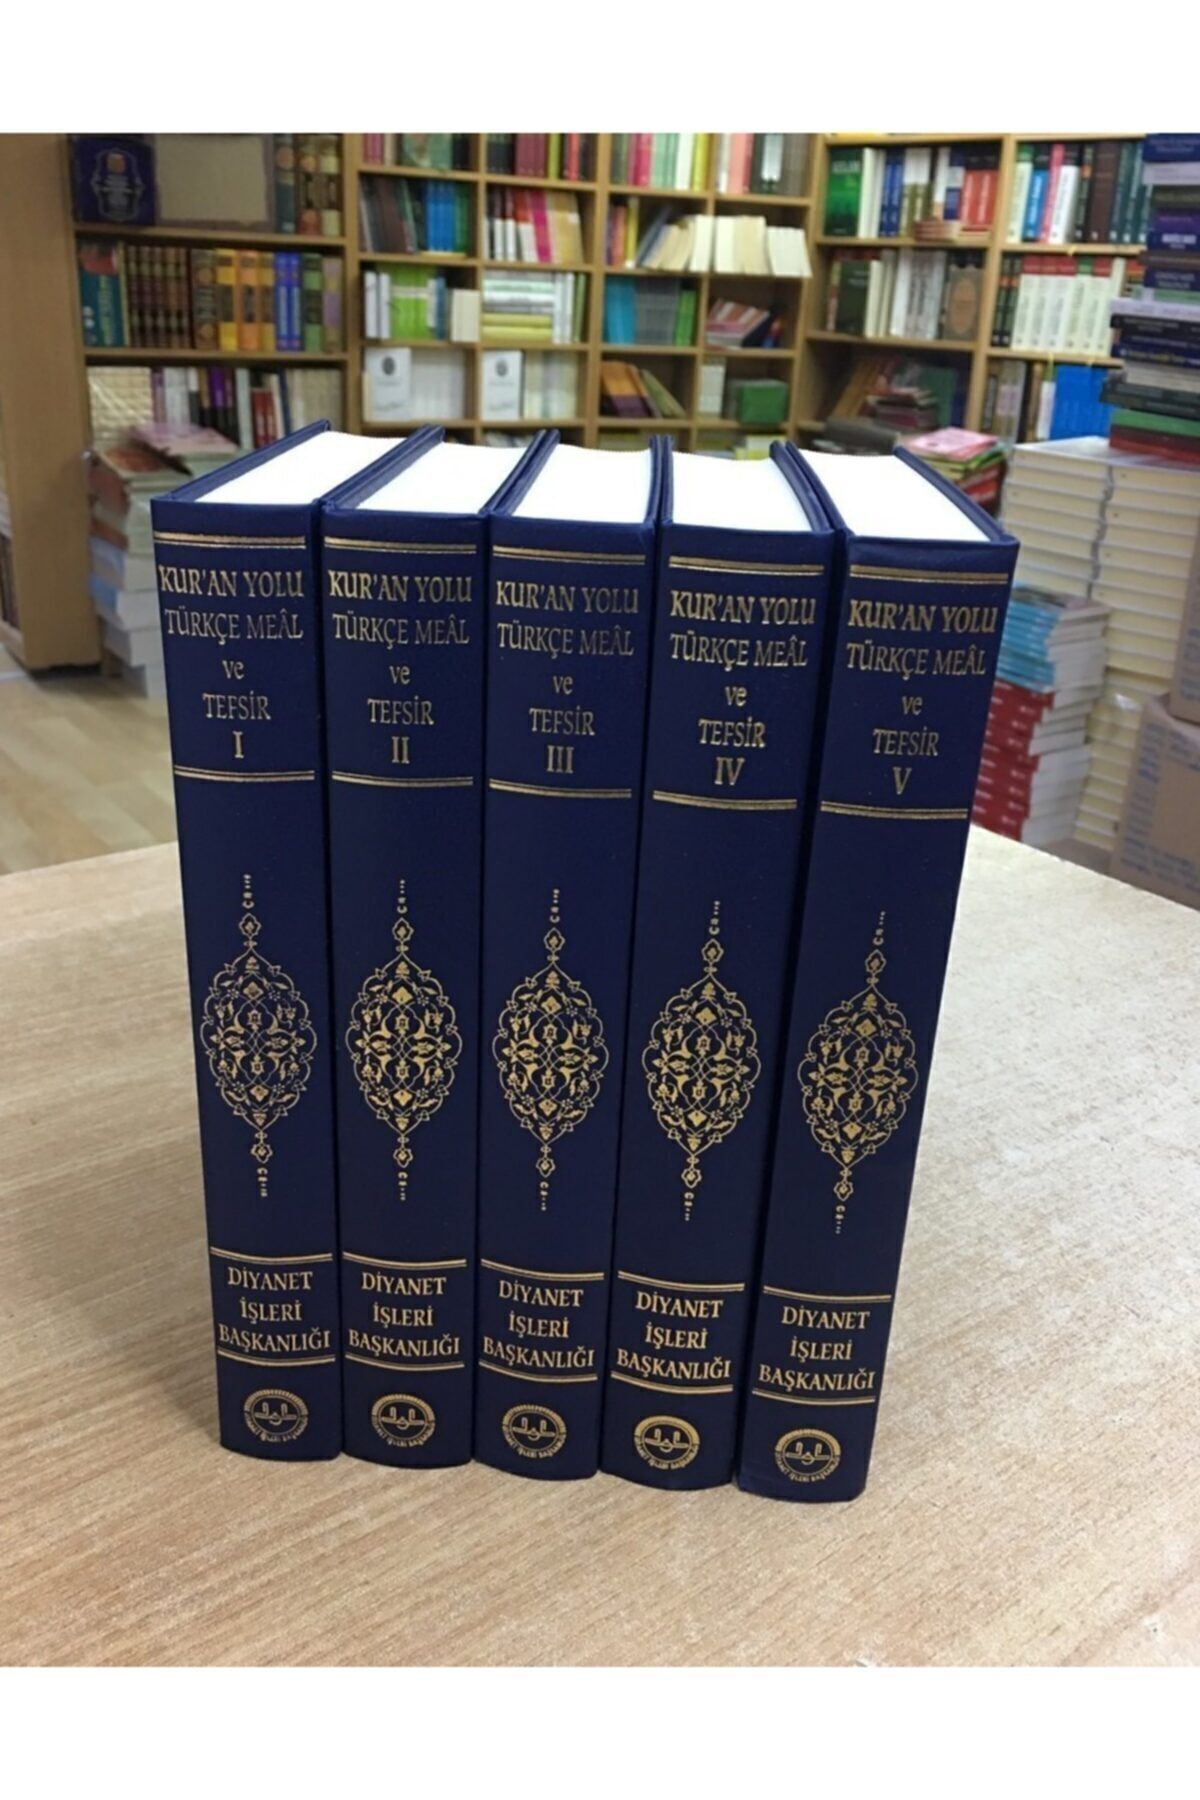 KUR'AN YOLU
TÜRKÇE MEÂL
ve
TEFSİR
I
DİYANET
İŞLERİ
BAŞKANLIĞI
KUR'AN YOLU
TÜRKÇE MEÂL
ve
TEFSİR
II
DİYANET
İŞLERİ
BAŞKANLIĞI
KUR'AN YOLU
TÜRKÇE MEÂL
ve
TEFSİR
III
DİYANET
İŞLERİ
BAŞKANLIĞI
KUR'AN YOLU
TÜRKÇE MEÂL
ve
TEFSİR
IV
DİYANET
İŞLERİ
BAŞKANLIĞI
KUR'AN YOLU
TÜRKÇE MEÂL
ve
TEFSİR
V
DİYANET
İŞLERİ
BAŞKANLIĞI